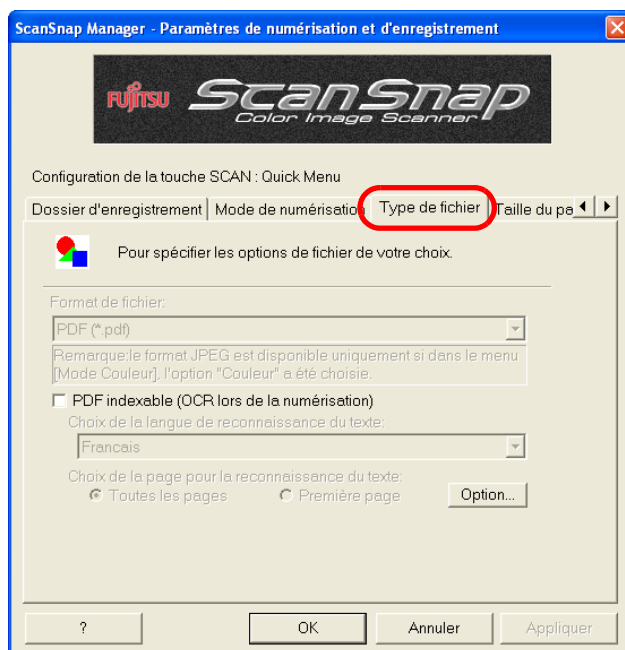 ScanSnap Manager - Paramètres de numérisation et d'enregistrement
FUJITSU ScanSnap
Color Image Scanner
Configuration de la touche SCAN : Quick Menu
Dossier d'enregistrement Mode de numérisation Type de fichier Taille du pa
Pour spécifier les options de fichier de votre choix.
Format de fichier:
PDF (*.pdf)
Remarque:le format JPEG est disponible uniquement si dans le menu
[Mode Couleur], l'option "Couleur" a été choisie.
PDF indexable (OCR lors de la numérisation)
Choix de la langue de reconnaissance du texte:
Francais
Choix de la page pour la reconnaissance du texte:
Toutes les pages Première page Option...
? OK Annuler Appliquer